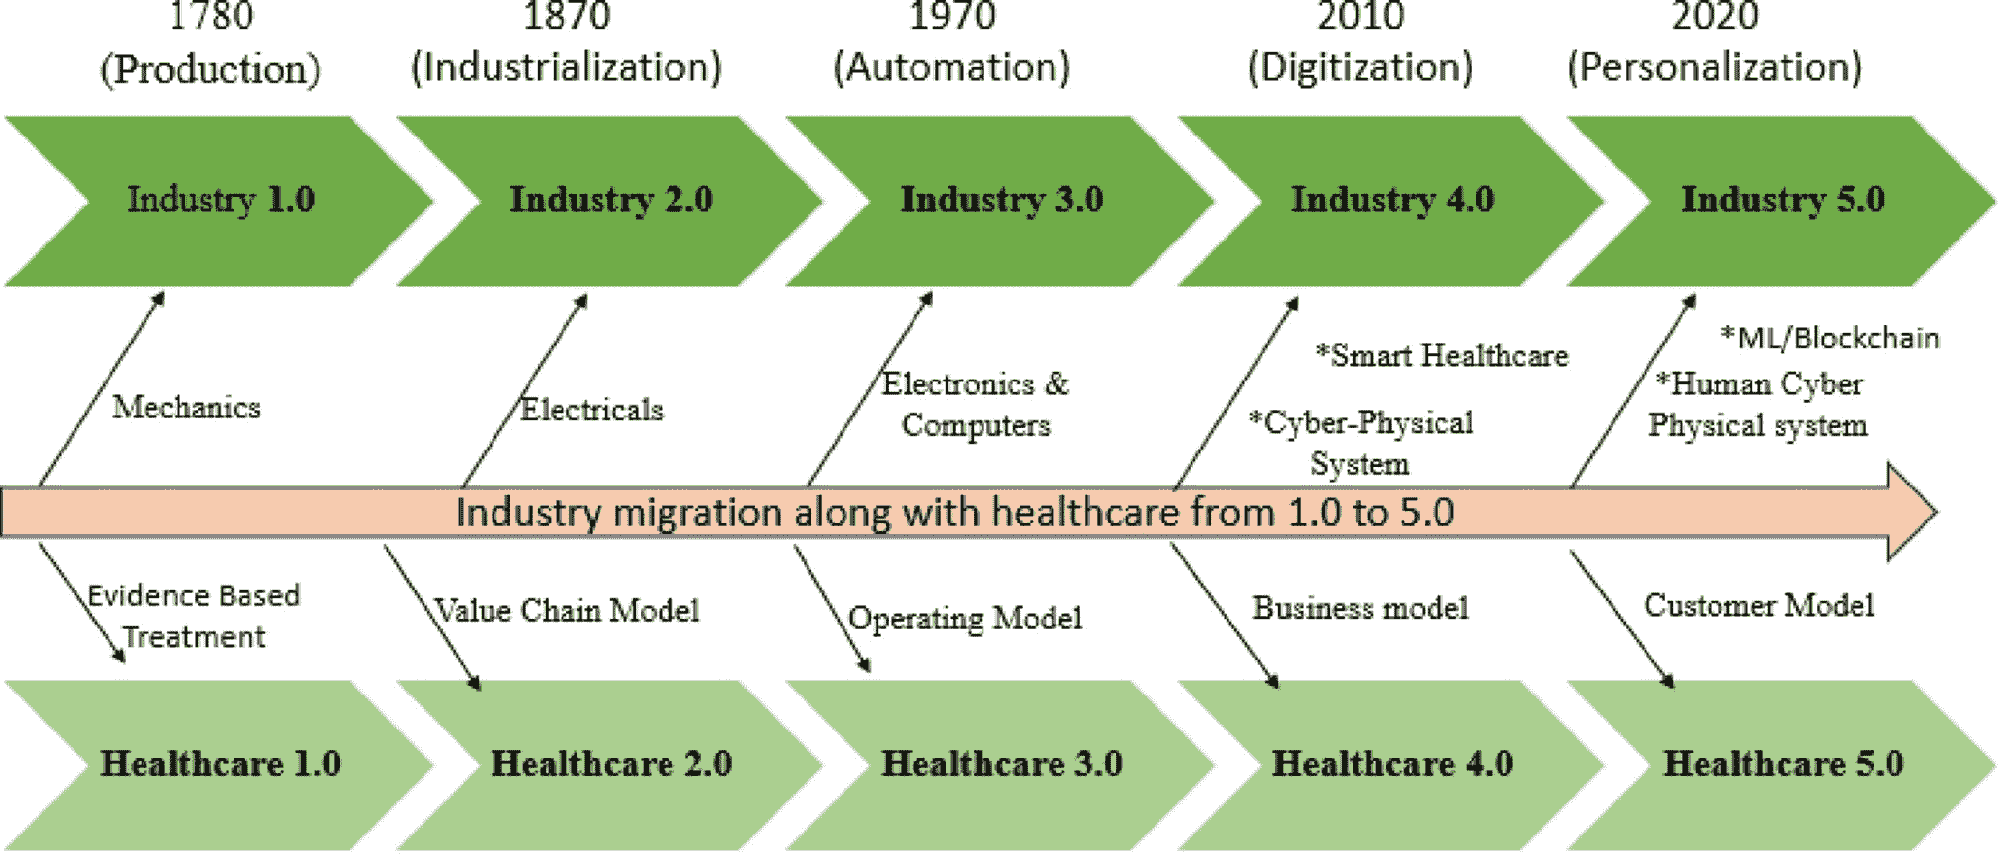 1780
1870
1970
2010
2020
(Production)
(Industrialization)
(Automation)
(Digitization)
(Personalization)
Industry 1.0
Industry 2.0
Industry 3.0
Industry 4.0
Industry 5.0
Mechanics
Electricals
Electronics &
Computers
*Smart Healthcare
*Cyber-Physical
System
*ML/Blockchain
*Human Cyber
Physical system
Industry migration along with healthcare from 1.0 to 5.0
Evidence Based
Treatment
Value Chain Model
Operating Model
Business model
Customer Model
Healthcare 1.0
Healthcare 2.0
Healthcare 3.0
Healthcare 4.0
Healthcare 5.0